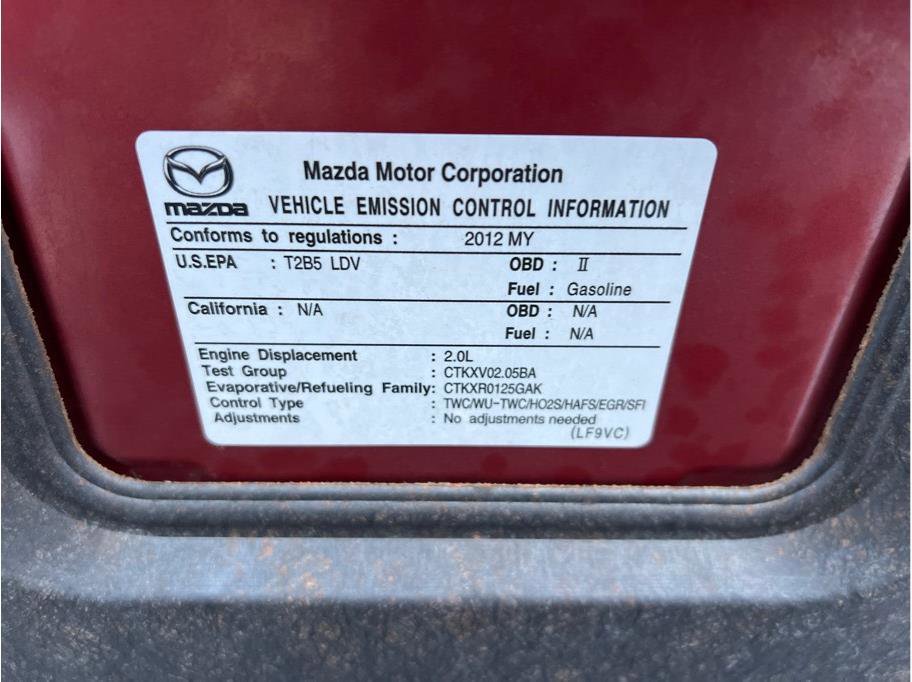 Mazda Motor Corporation
mazda VEHICLE EMISSION CONTROL INFORMATION
Conforms to regulations : 2012 MY
U.S.EPA : T2B5 LDV OBD : II
Fuel : Gasoline
California : N/A OBD : N/A
Fuel : N/A
Engine Displacement : 2.0L
Test Group : CTKXV02.05BA
Evaporative/Refueling Family: CTKXR0125GAK
Control Type : TWC/WU-TWC/HO2S/HAFS/EGR/SFI
Adjustments : No adjustments needed
(LF9VC)